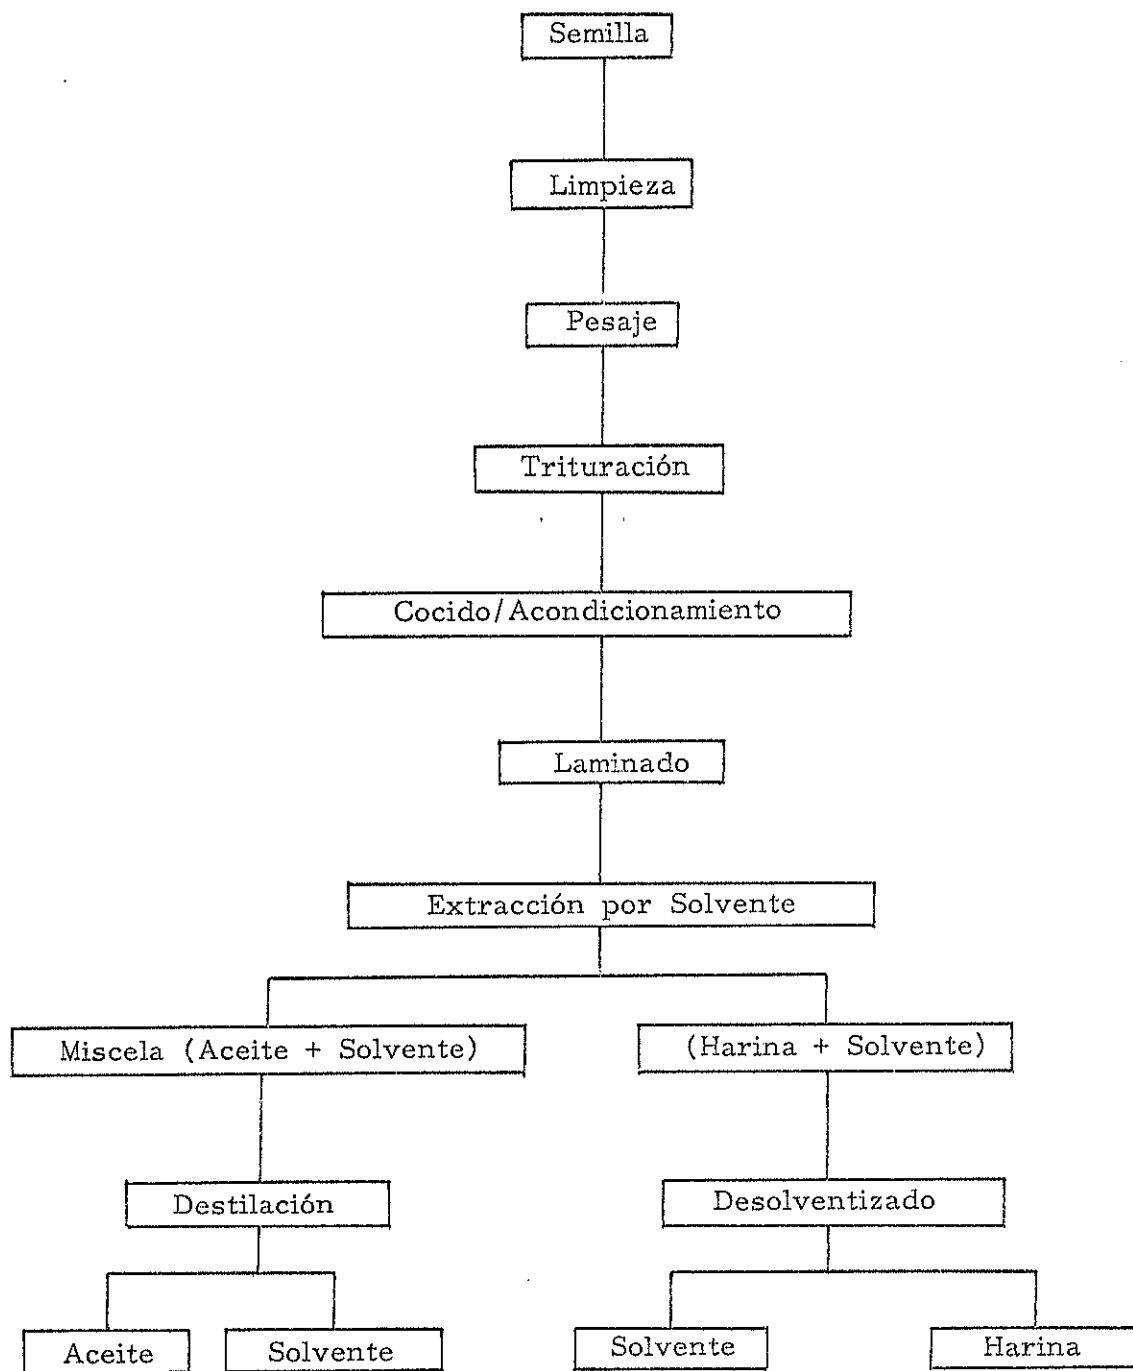 Semilla
Limpieza
Pesaje
Trituración
Cocido/Acondicionamiento
Laminado
Extracción por Solvente
Miscela (Aceite + Solvente)
(Harina + Solvente)
Destilación
Desolventizado
Aceite
Solvente
Solvente
Harina